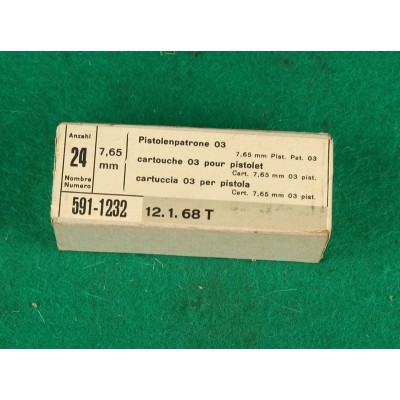 Anzahl
24
Nombre
Numero
7,65
mm
Pistolenpatrone 03
7,65 mm Pist. Pat. 03
cartouche 03 pour pistolet
Cart. 7,65 mm 03 pist.
cartuccia 03 per pistola
Cart. 7,65 mm 03 pist.
591-1232
12.1.68 T